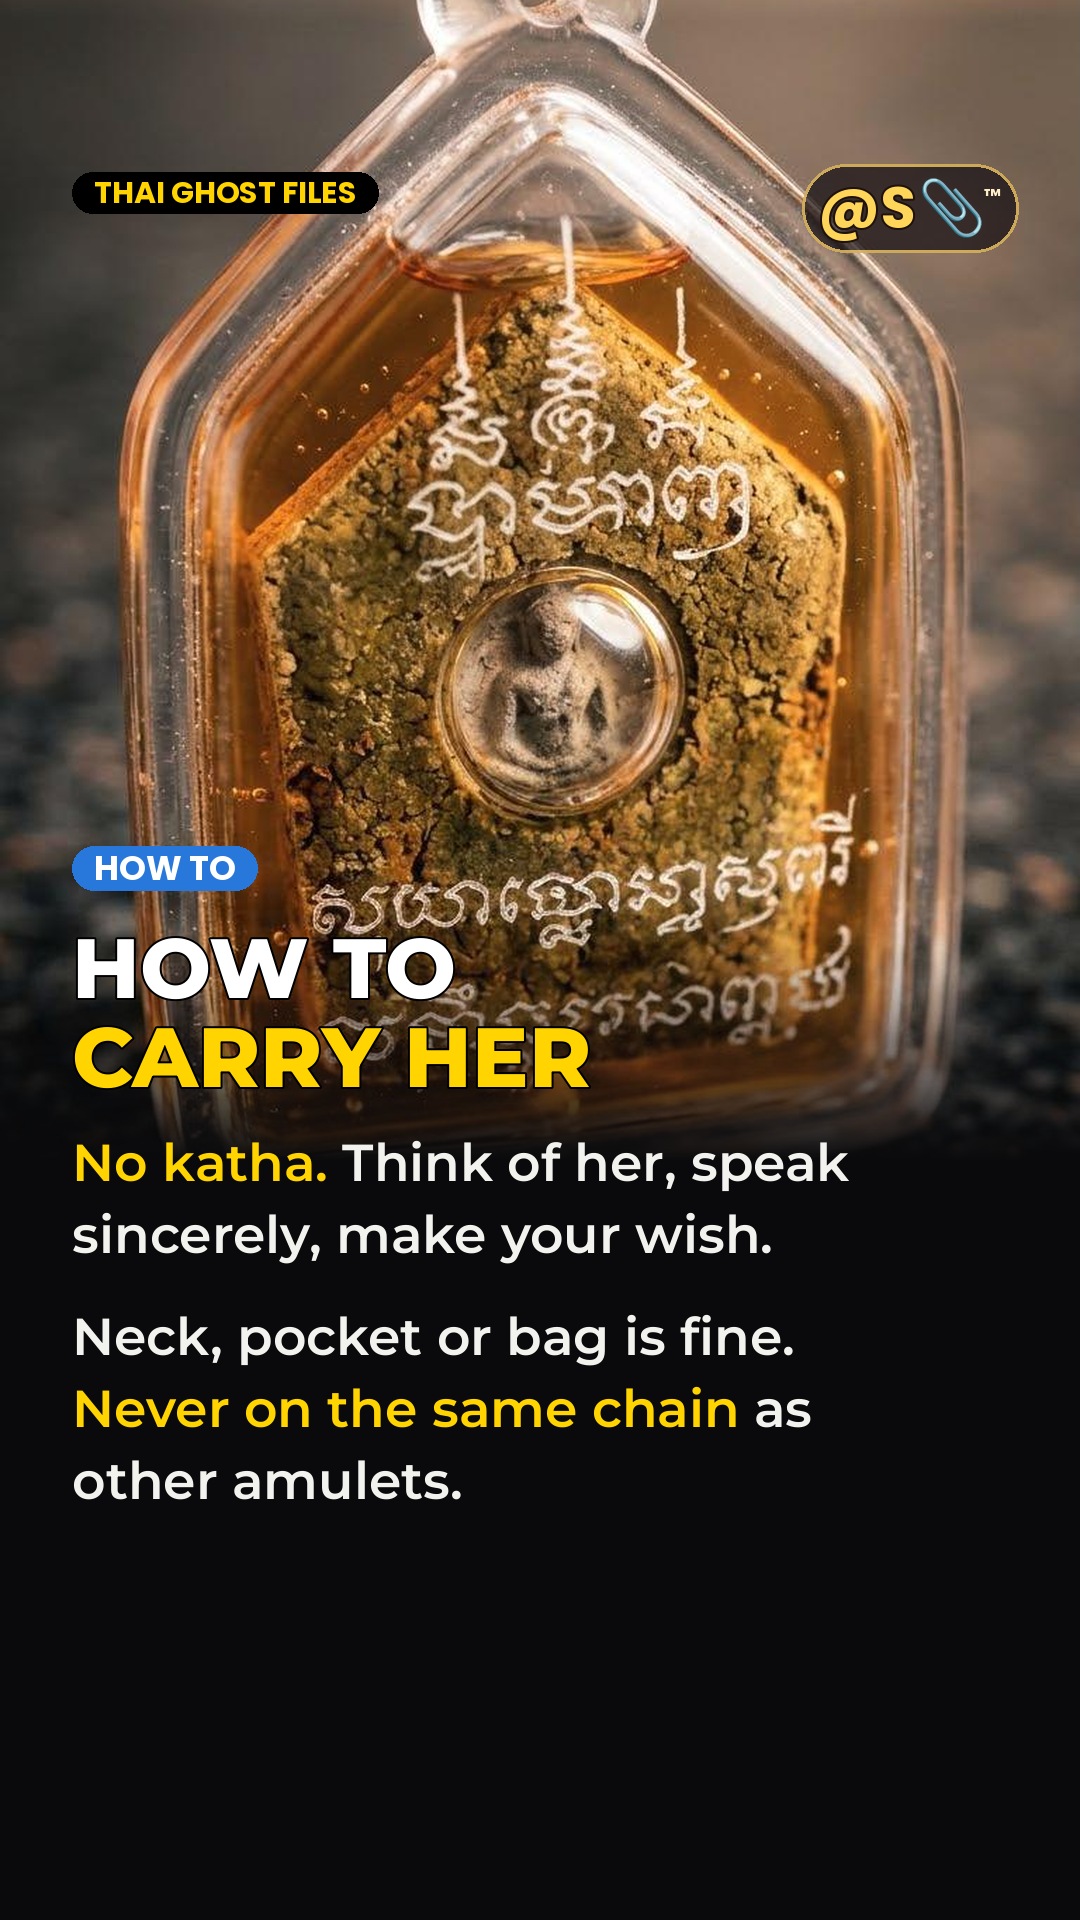 THAI GHOST FILES
@S📎™
HOW TO
HOW TO
CARRY HER
No katha. Think of her, speak
sincerely, make your wish.
Neck, pocket or bag is fine.
Never on the same chain as
other amulets.